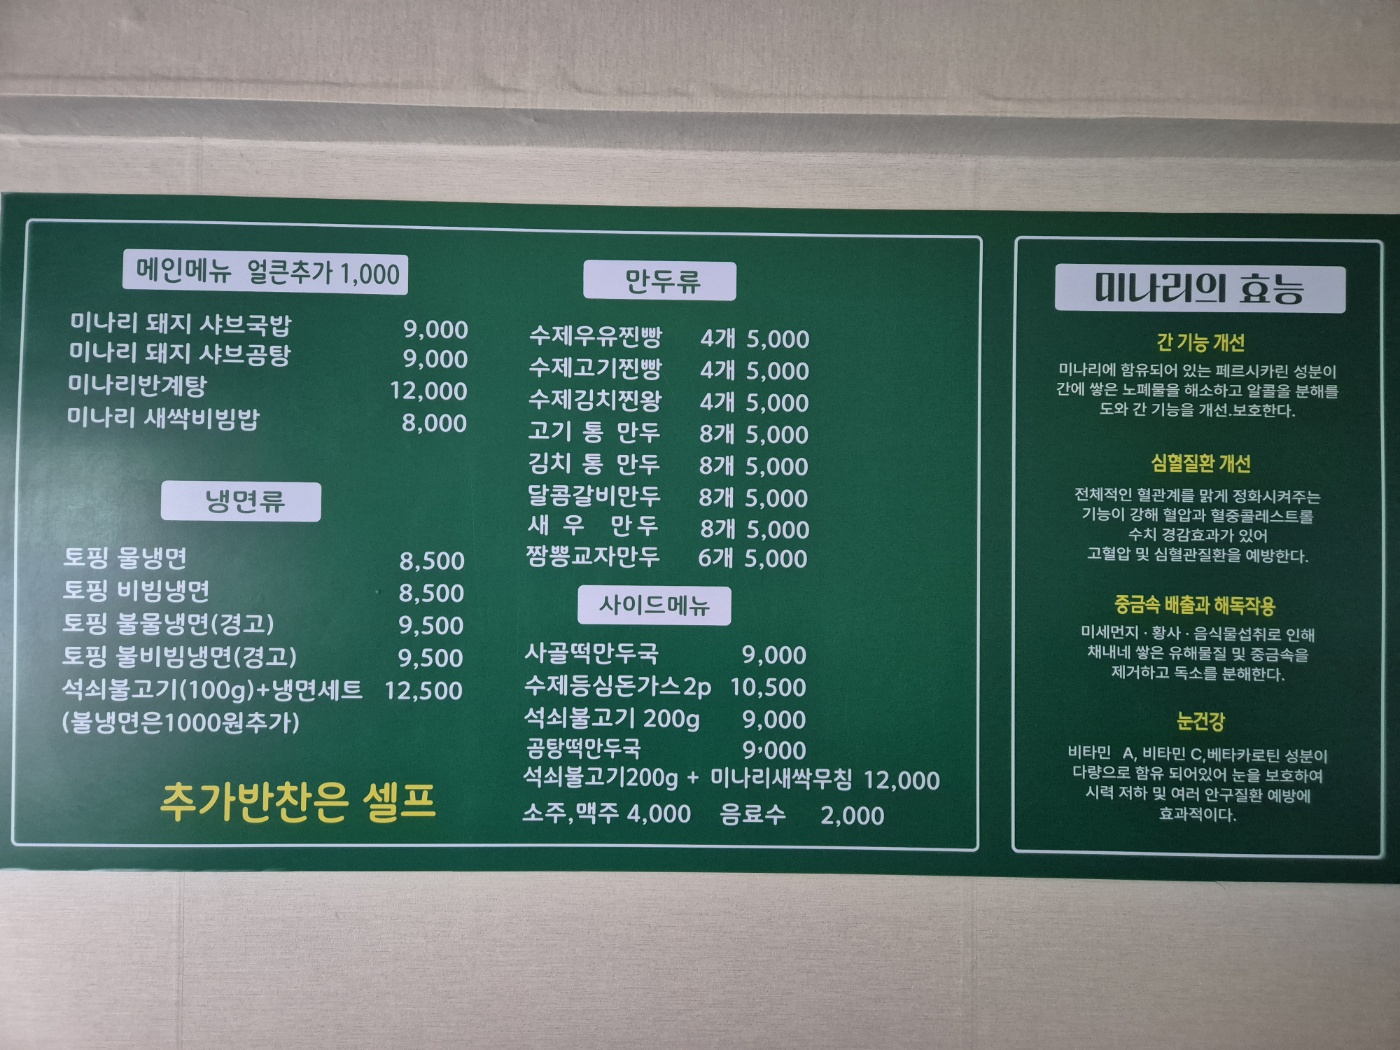 메인메뉴 얼큰추가 1,000
미나리 돼지 샤브국밥 9,000
미나리 돼지 샤브곰탕 9,000
미나리반계탕 12,000
미나리 새싹비빔밥 8,000
냉면류
토핑 물냉면 8,500
토핑 비빔냉면 8,500
토핑 불물냉면(경고) 9,500
토핑 불비빔냉면(경고) 9,500
석쇠불고기(100g)+냉면세트 12,500
(불냉면은1000원추가)
추가반찬은 셀프
만두류
수제우유찐빵 4개 5,000
수제고기찐빵 4개 5,000
수제김치찐왕 4개 5,000
고기 통 만두 8개 5,000
김치 통 만두 8개 5,000
달콤갈비만두 8개 5,000
새 우 만두 8개 5,000
짬뽕교자만두 6개 5,000
사이드메뉴
사골떡만두국 9,000
수제등심돈가스2p 10,500
석쇠불고기 200g 9,000
곰탕떡만두국 9,000
석쇠불고기200g + 미나리새싹무침 12,000
소주,맥주 4,000 음료수 2,000
미나리의 효능
간 기능 개선
미나리에 함유되어 있는 페르시카린 성분이
간에 쌓은 노폐물을 해소하고 알콜을 분해를
도와 간 기능을 개선.보호한다.
심혈질환 개선
전체적인 혈관계를 맑게 정화시켜주는
기능이 강해 혈압과 혈중콜레스트롤
수치 경감효과가 있어
고혈압 및 심혈관질환을 예방한다.
중금속 배출과 해독작용
미세먼지 · 황사 · 음식물섭취로 인해
채내네 쌓은 유해물질 및 중금속을
제거하고 독소를 분해한다.
눈건강
비타민 A, 비타민 C,베타카로틴 성분이
다량으로 함유 되어있어 눈을 보호하여
시력 저하 및 여러 안구질환 예방에
효과적이다.